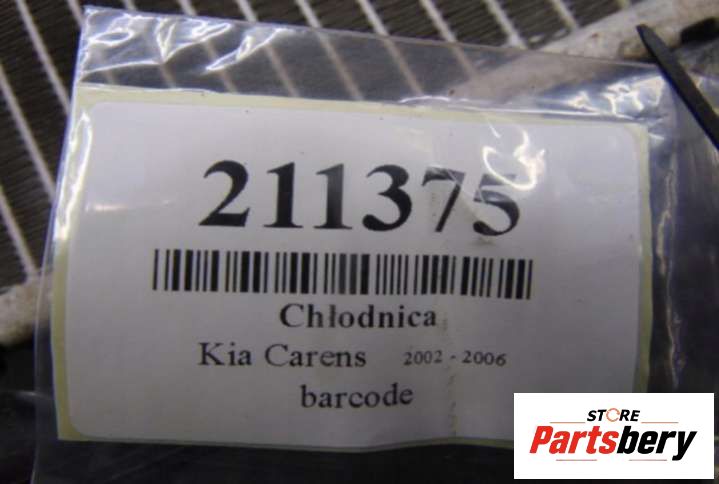 211375
Chłodnica
Kia Carens 2002 - 2006
barcode
STORE
Partsbery